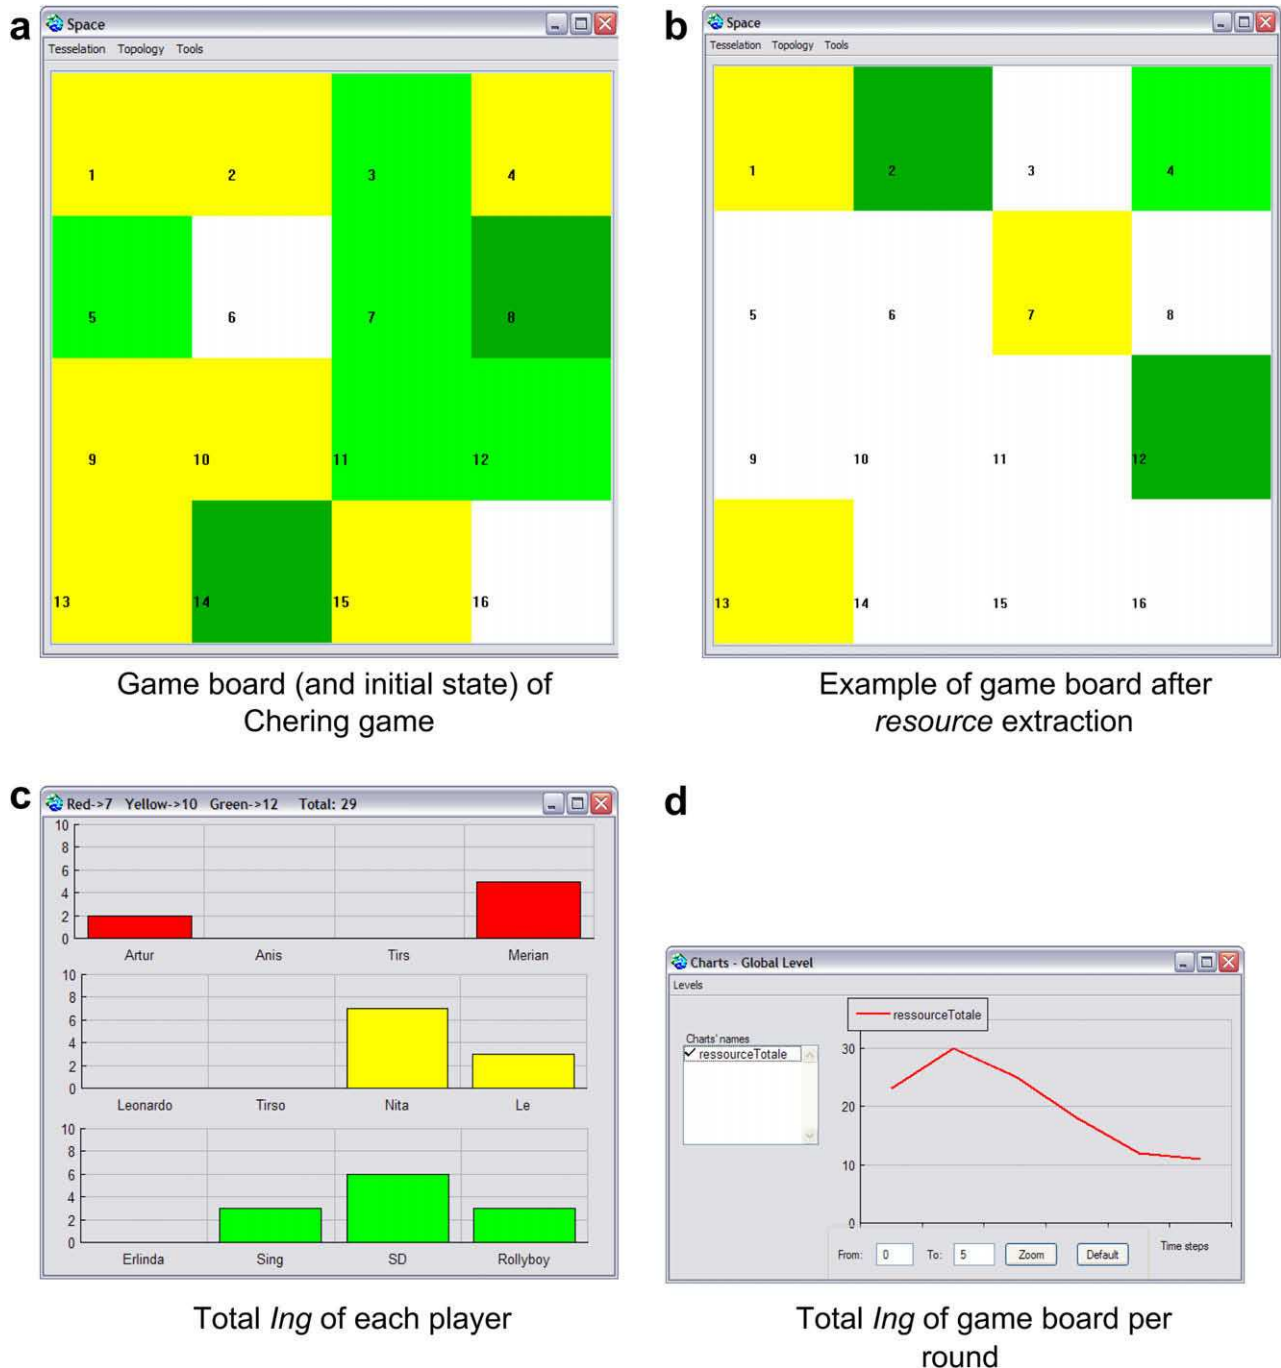 a
Space
Tesselation Topology Tools
1 2 3 4
5 6 7 8
9 10 11 12
13 14 15 16
Game board (and initial state) of
Chering game
b
Space
Tesselation Topology Tools
1 2 3 4
5 6 7 8
9 10 11 12
13 14 15 16
Example of game board after
resource extraction
c
Red->7 Yellow->10 Green->12 Total: 29
10
8
6
4
2
0
Artur Anis Tirs Merian
10
8
6
4
2
0
Leonardo Tirso Nita Le
10
8
6
4
2
0
Erlinda Sing SD Rollyboy
Total Ing of each player
d
Charts - Global Level
Levels
ressourceTotale
Charts' names
ressourceTotale
30
20
10
0
Time steps
From: 0 To: 5 Zoom Default
Total Ing of game board per
round